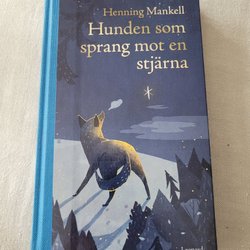 Henning Mankell
Hunden som
sprang mot en
stjärna